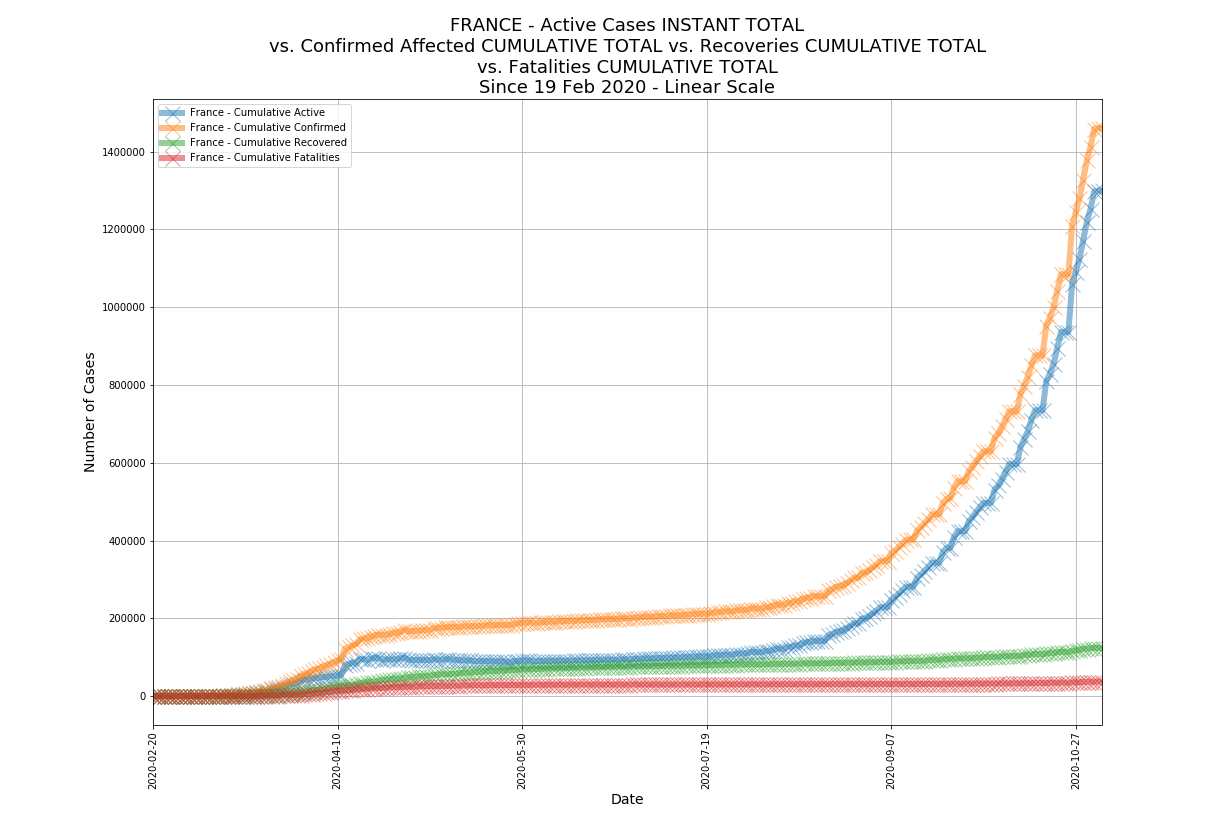 FRANCE - Active Cases INSTANT TOTAL
vs. Confirmed Affected CUMULATIVE TOTAL vs. Recoveries CUMULATIVE TOTAL
vs. Fatalities CUMULATIVE TOTAL
Since 19 Feb 2020 - Linear Scale
France - Cumulative Active
France - Cumulative Confirmed
France - Cumulative Recovered
France - Cumulative Fatalities
Number of Cases
1400000
1200000
1000000
800000
600000
400000
200000
0
2020-02-20
2020-04-10
2020-05-30
2020-07-19
2020-09-07
2020-10-27
Date